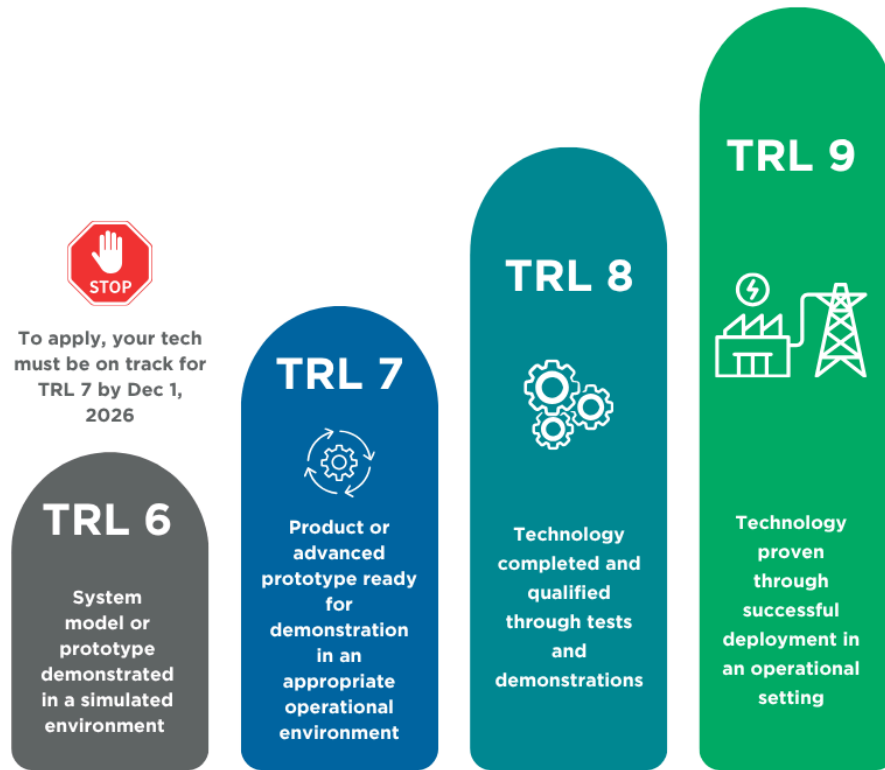 STOP
To apply, your tech
must be on track for
TRL 7 by Dec 1,
2026
TRL 6
System
model or
prototype
demonstrated
in a simulated
environment
TRL 7
Product or
advanced
prototype ready
for
demonstration
in an
appropriate
operational
environment
TRL 8
Technology
completed and
qualified
through tests
and
demonstrations
TRL 9
Technology
proven
through
successful
deployment in
an operational
setting